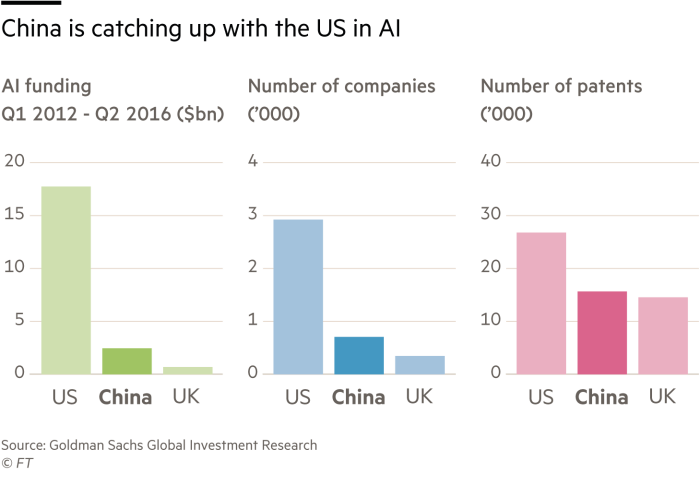 China is catching up with the US in AI
AI funding
Q1 2012 - Q2 2016 ($bn)
20
15
10
5
0
US
China
UK
Number of companies
(’000)
4
3
2
1
0
US
China
UK
Number of patents
(’000)
40
30
20
10
0
US
China
UK
Source: Goldman Sachs Global Investment Research
© FT